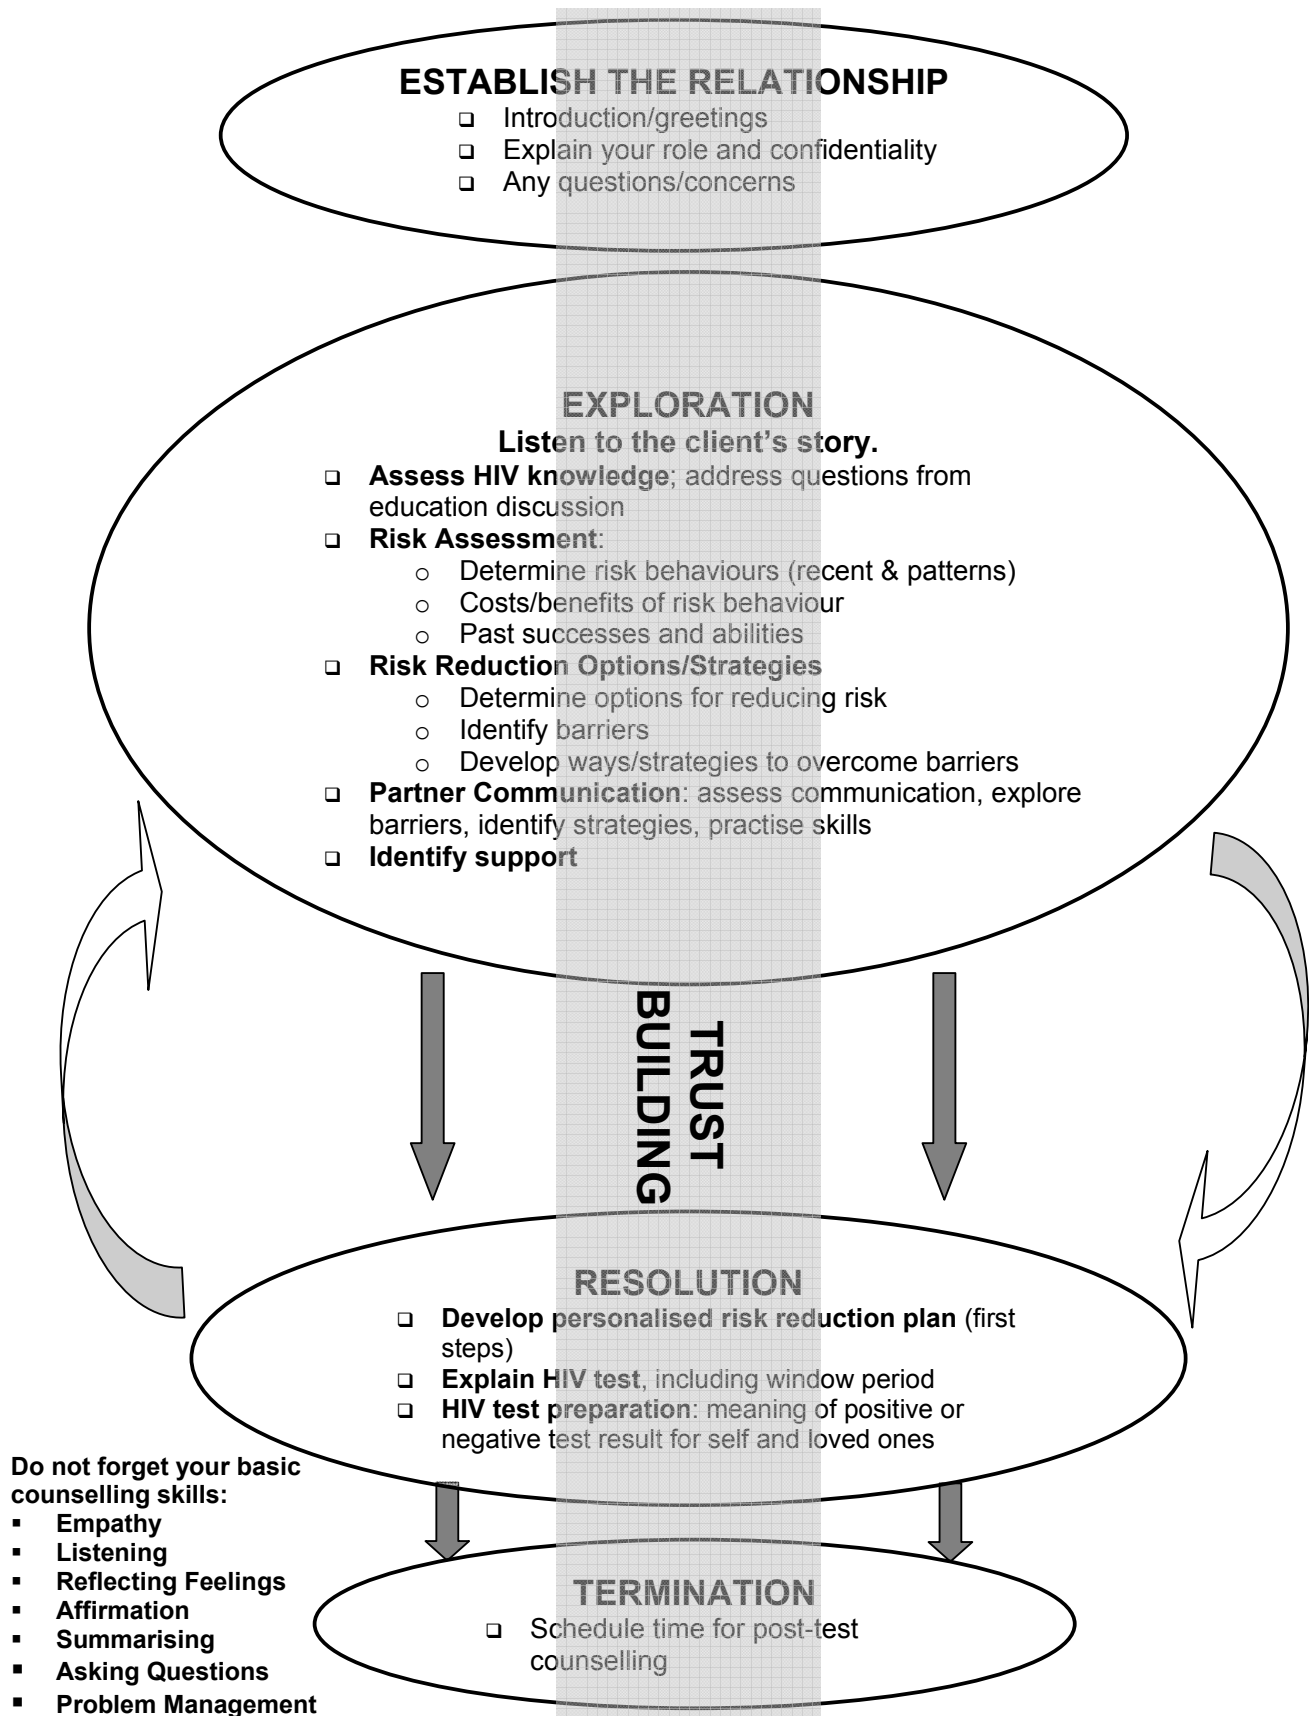 ESTABLISH THE RELATIONSHIP
❑ Introduction/greetings
❑ Explain your role and confidentiality
❑ Any questions/concerns
EXPLORATION
Listen to the client’s story.
❑ Assess HIV knowledge; address questions from
education discussion
❑ Risk Assessment:
o Determine risk behaviours (recent & patterns)
o Costs/benefits of risk behaviour
o Past successes and abilities
❑ Risk Reduction Options/Strategies
o Determine options for reducing risk
o Identify barriers
o Develop ways/strategies to overcome barriers
❑ Partner Communication: assess communication, explore
barriers, identify strategies, practise skills
❑ Identify support
TRUST
BUILDING
RESOLUTION
❑ Develop personalised risk reduction plan (first
steps)
❑ Explain HIV test, including window period
❑ HIV test preparation: meaning of positive or
negative test result for self and loved ones
Do not forget your basic
counselling skills:
▪ Empathy
▪ Listening
▪ Reflecting Feelings
▪ Affirmation
▪ Summarising
▪ Asking Questions
▪ Problem Management
TERMINATION
❑ Schedule time for post-test
counselling